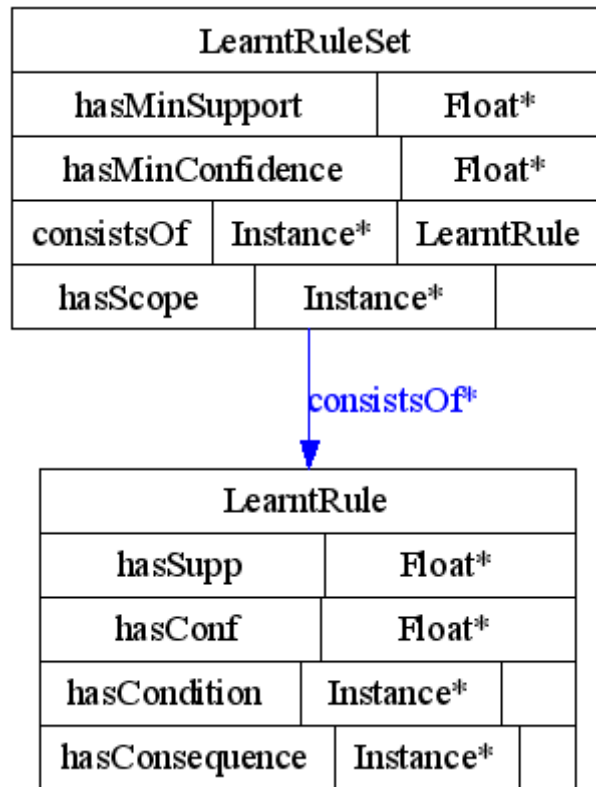 LearntRuleSet
hasMinSupport Float*
hasMinConfidence Float*
consistsOf Instance* LearntRule
hasScope Instance*
consistsOf*
LearntRule
hasSupp Float*
hasConf Float*
hasCondition Instance*
hasConsequence Instance*